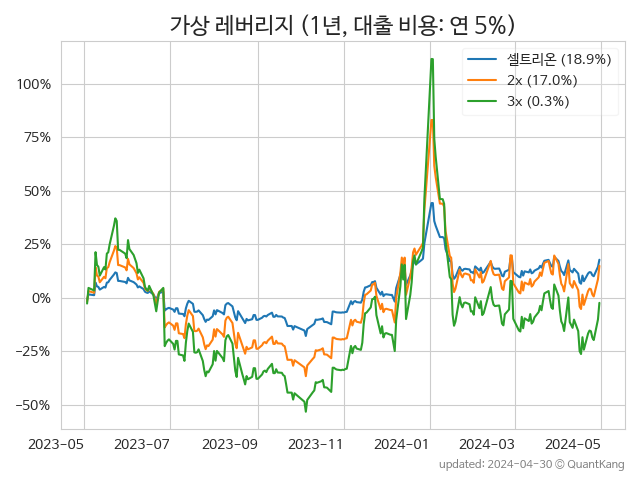 가상 레버리지 (1년, 대출 비용: 연 5%)
셀트리온 (18.9%)
2x (17.0%)
3x (0.3%)
100%
75%
50%
25%
0%
−25%
−50%
2023-05
2023-07
2023-09
2023-11
2024-01
2024-03
2024-05
updated: 2024-04-30 © QuantKang